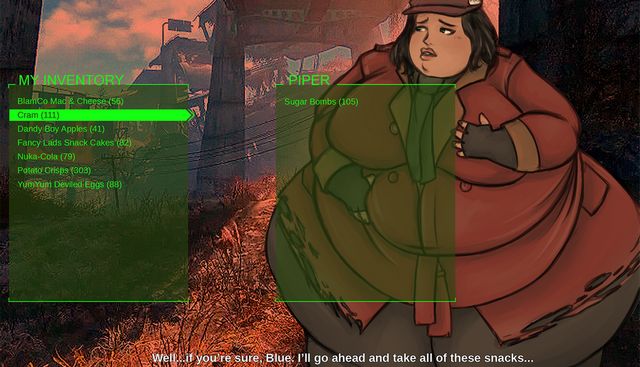 MY INVENTORY
BlamCo Mac & Cheese (56)
Cram (111)
Dandy Boy Apples (41)
Fancy Lads Snack Cakes (82)
Nuka-Cola (79)
Potato Crisps (303)
YumYum Deviled Eggs (88)
PIPER
Sugar Bombs (105)
Well...if you're sure, Blue. I'll go ahead and take all of these snacks...